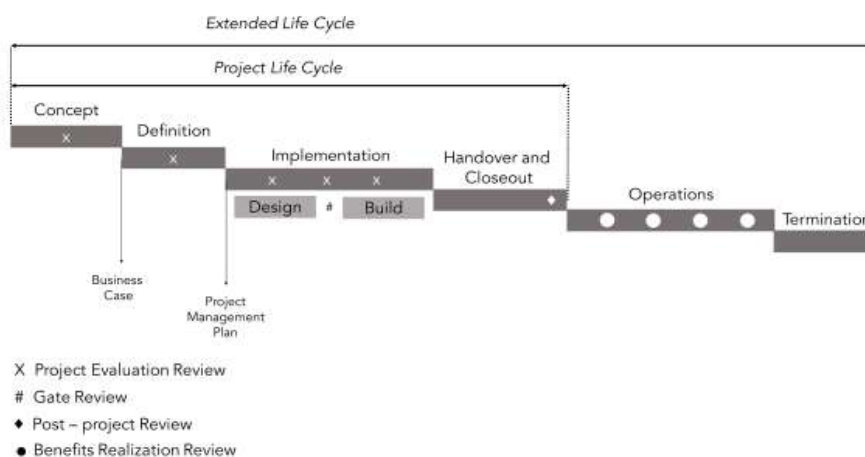 Extended Life Cycle
Project Life Cycle
Concept
Definition
Implementation
Handover and
Closeout
Operations
Termination
X
X
X X X
Design # Build
Business
Case
Project
Management
Plan
X Project Evaluation Review
# Gate Review
♦ Post – project Review
● Benefits Realization Review